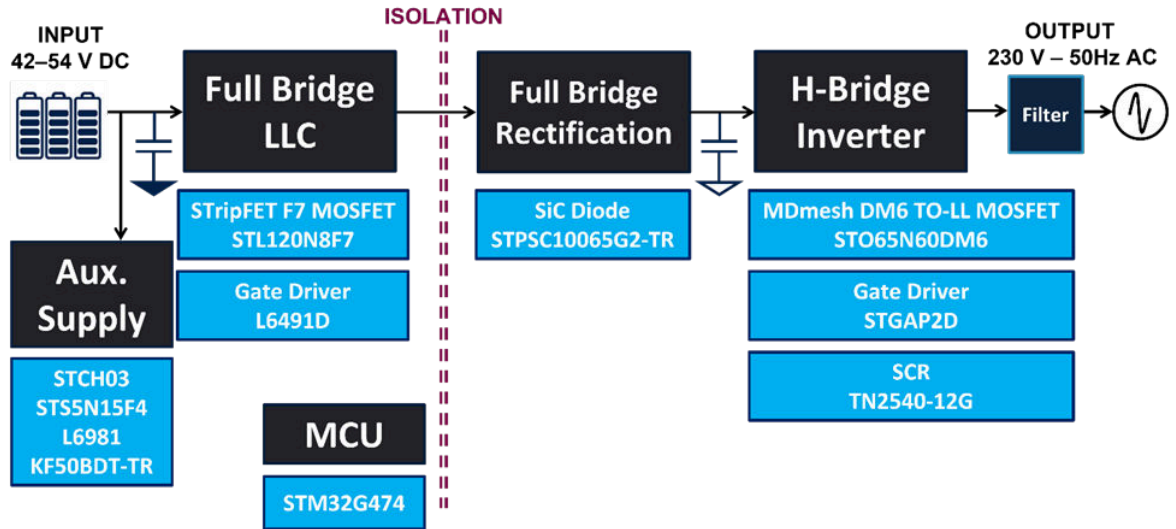 ISOLATION
INPUT
42–54 V DC
OUTPUT
230 V – 50Hz AC
Full Bridge
LLC
Full Bridge
Rectification
H-Bridge
Inverter
Filter
STripFET F7 MOSFET
STL120N8F7
SiC Diode
STPSC10065G2-TR
MDmesh DM6 TO-LL MOSFET
STO65N60DM6
Aux.
Supply
Gate Driver
L6491D
Gate Driver
STGAP2D
STCH03
STS5N15F4
L6981
KF50BDT-TR
SCR
TN2540-12G
MCU
STM32G474